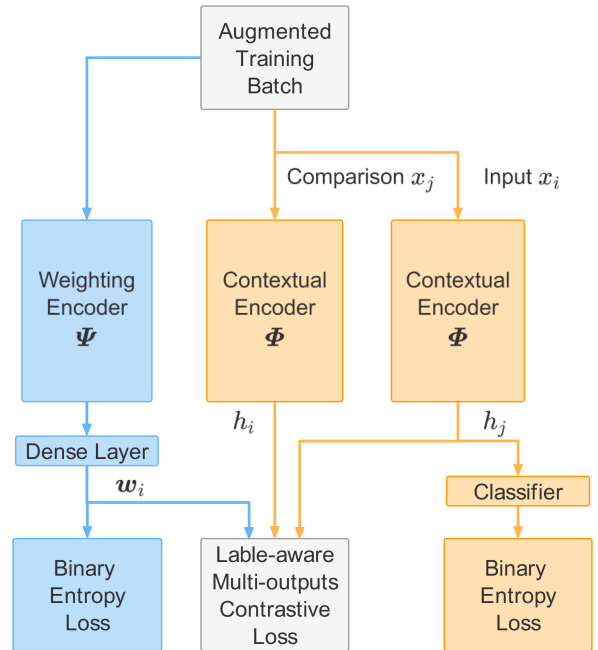 Augmented
Training
Batch
Comparison x_j
Input x_i
Weighting
Encoder
Ψ
Contextual
Encoder
Φ
Contextual
Encoder
Φ
h_i
h_j
Dense Layer
w_i
Classifier
Binary
Entropy
Loss
Lable-aware
Multi-outputs
Contrastive
Loss
Binary
Entropy
Loss